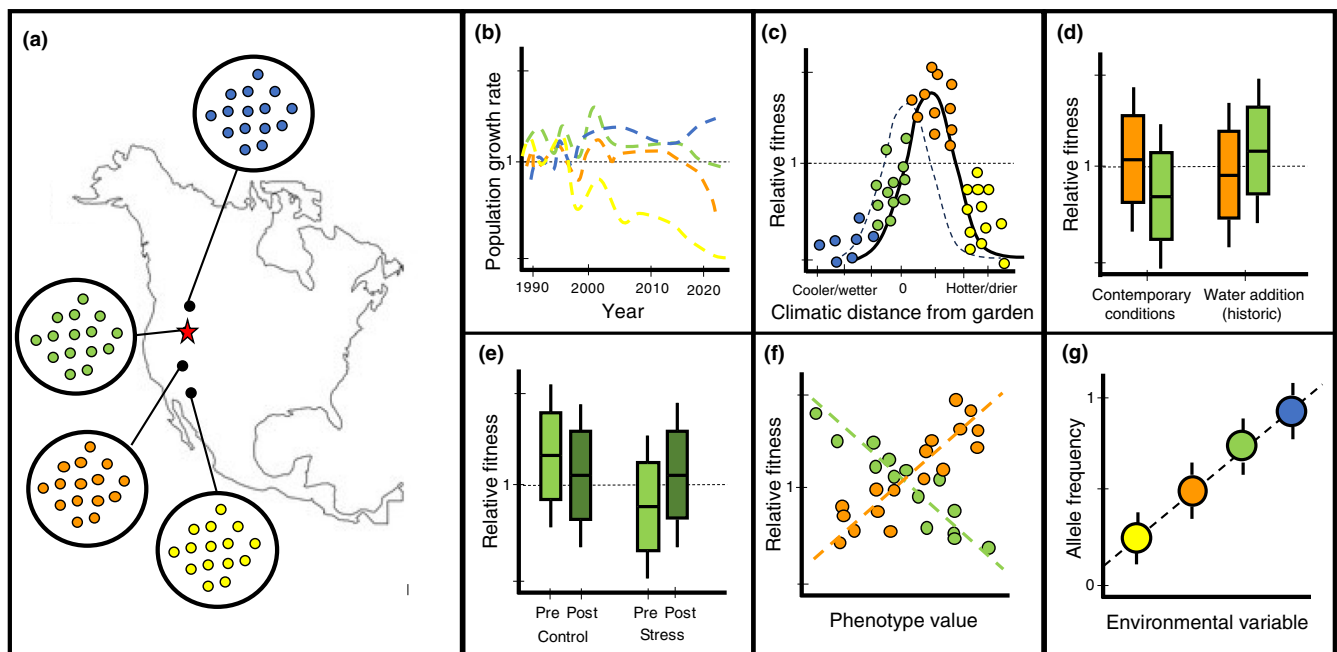 (a)
(b)
Population growth rate
1
1990
2000
2010
2020
Year
(c)
Relative fitness
1
Cooler/wetter
0
Hotter/drier
Climatic distance from garden
(d)
Relative fitness
1
Contemporary
conditions
Water addition
(historic)
(e)
Relative fitness
1
Pre Post
Control
Pre Post
Stress
(f)
Relative fitness
1
Phenotype value
(g)
Allele frequency
1
0
Environmental variable